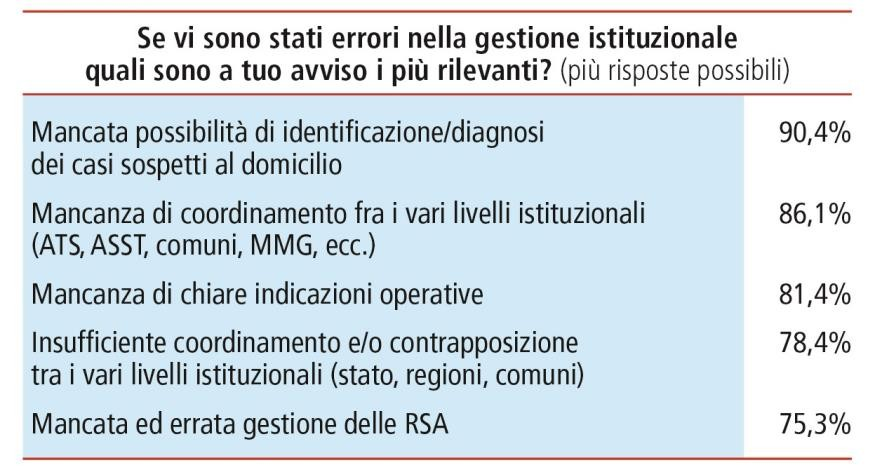 Se vi sono stati errori nella gestione istituzionale
quali sono a tuo avviso i più rilevanti? (più risposte possibili)
Mancata possibilità di identificazione/diagnosi 90,4%
dei casi sospetti al domicilio
Mancanza di coordinamento fra i vari livelli istituzionali 86,1%
(ATS, ASST, comuni, MMG, ecc.)
Mancanza di chiare indicazioni operative 81,4%
Insufficiente coordinamento e/o contrapposizione 78,4%
tra i vari livelli istituzionali (stato, regioni, comuni)
Mancata ed errata gestione delle RSA 75,3%